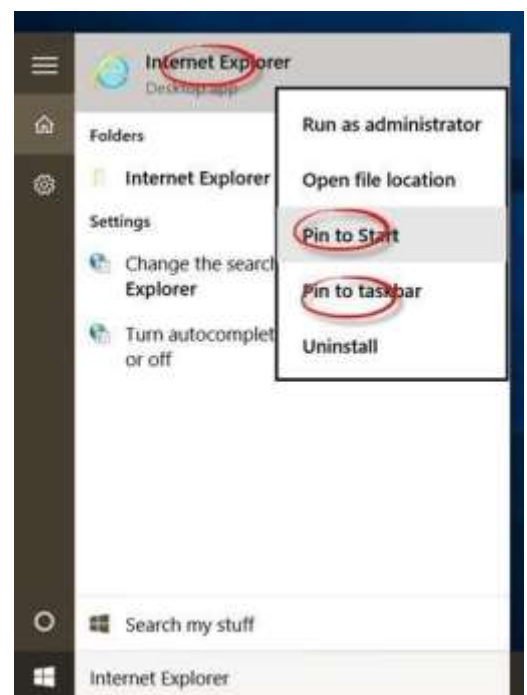 Internet Explorer
Desktop app
Run as administrator
Folders
Internet Explorer
Open file location
Settings
Pin to Start
Change the search
Explorer
Pin to taskbar
Turn autocomplet
or off
Uninstall
Search my stuff
Internet Explorer